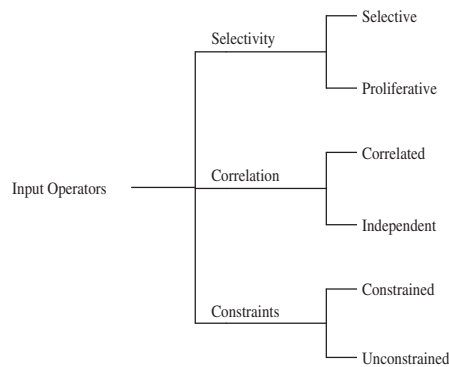 Selective
Selectivity
Proliferative
Correlated
Input Operators
Correlation
Independent
Constrained
Constraints
Unconstrained